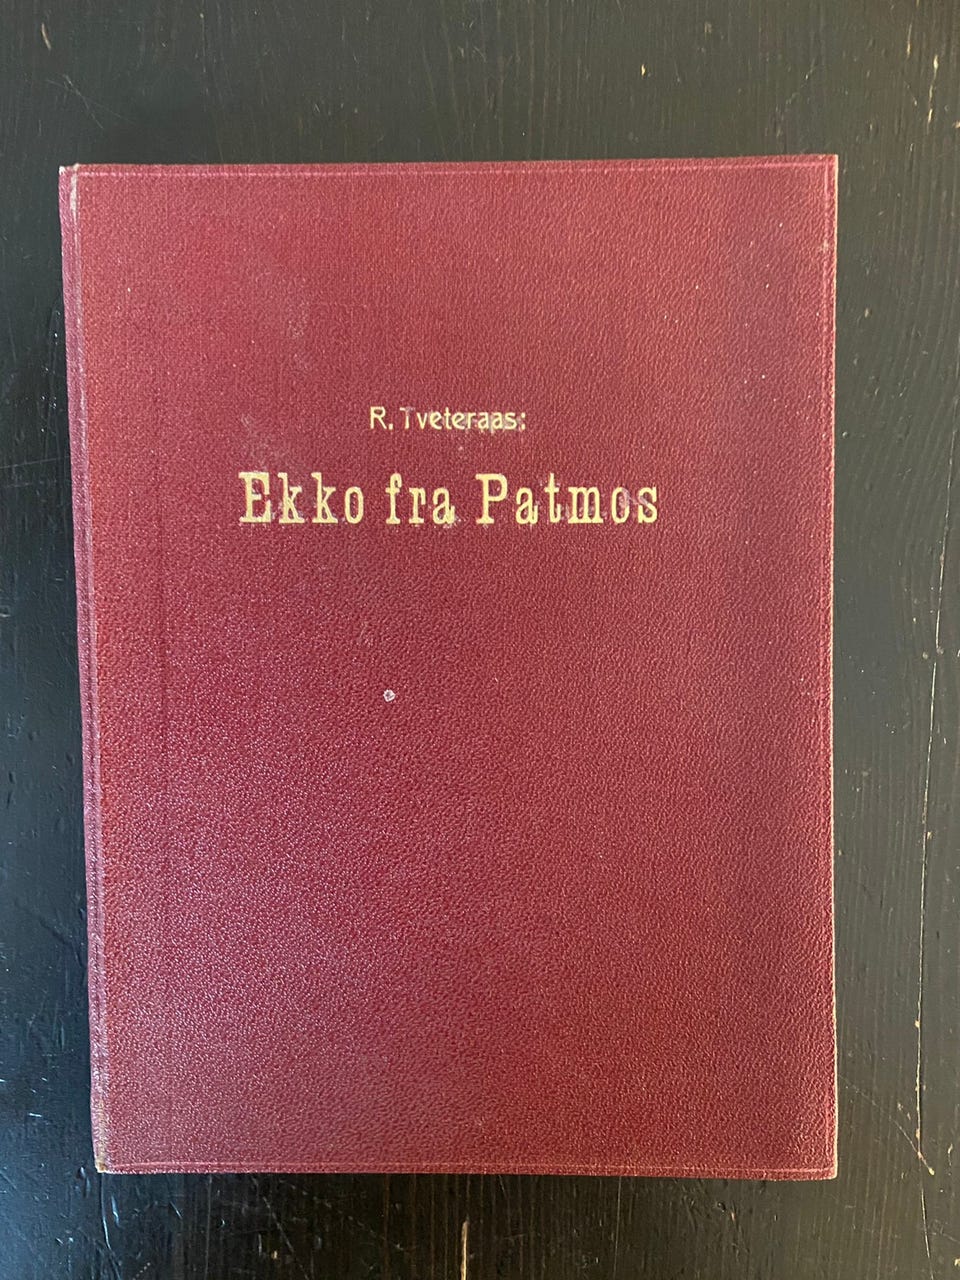 R. Tveteraas:
Ekko fra Patmos